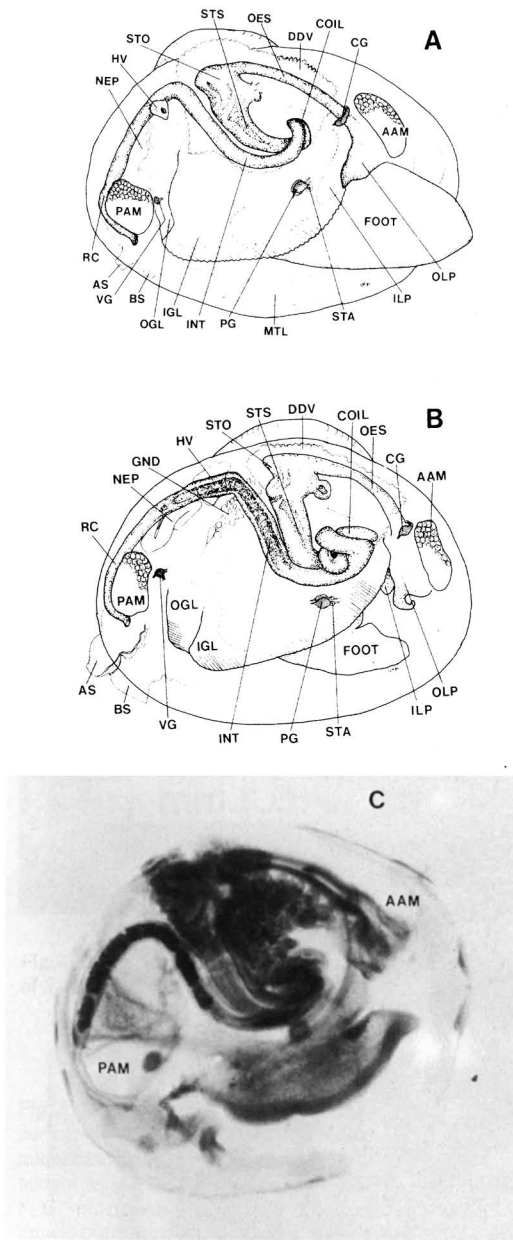 A
STO
STS
OES
DDV
COIL
CG
HV
NEP
AAM
PAM
FOOT
RC
AS
VG
BS
OGL
IGL
INT
PG
MTL
STA
ILP
OLP
B
GND
HV
STO
STS
DDV
COIL
OES
CG
AAM
NEP
RC
PAM
OGL
IGL
FOOT
AS
BS
VG
INT
PG
STA
ILP
OLP
C
AAM
PAM